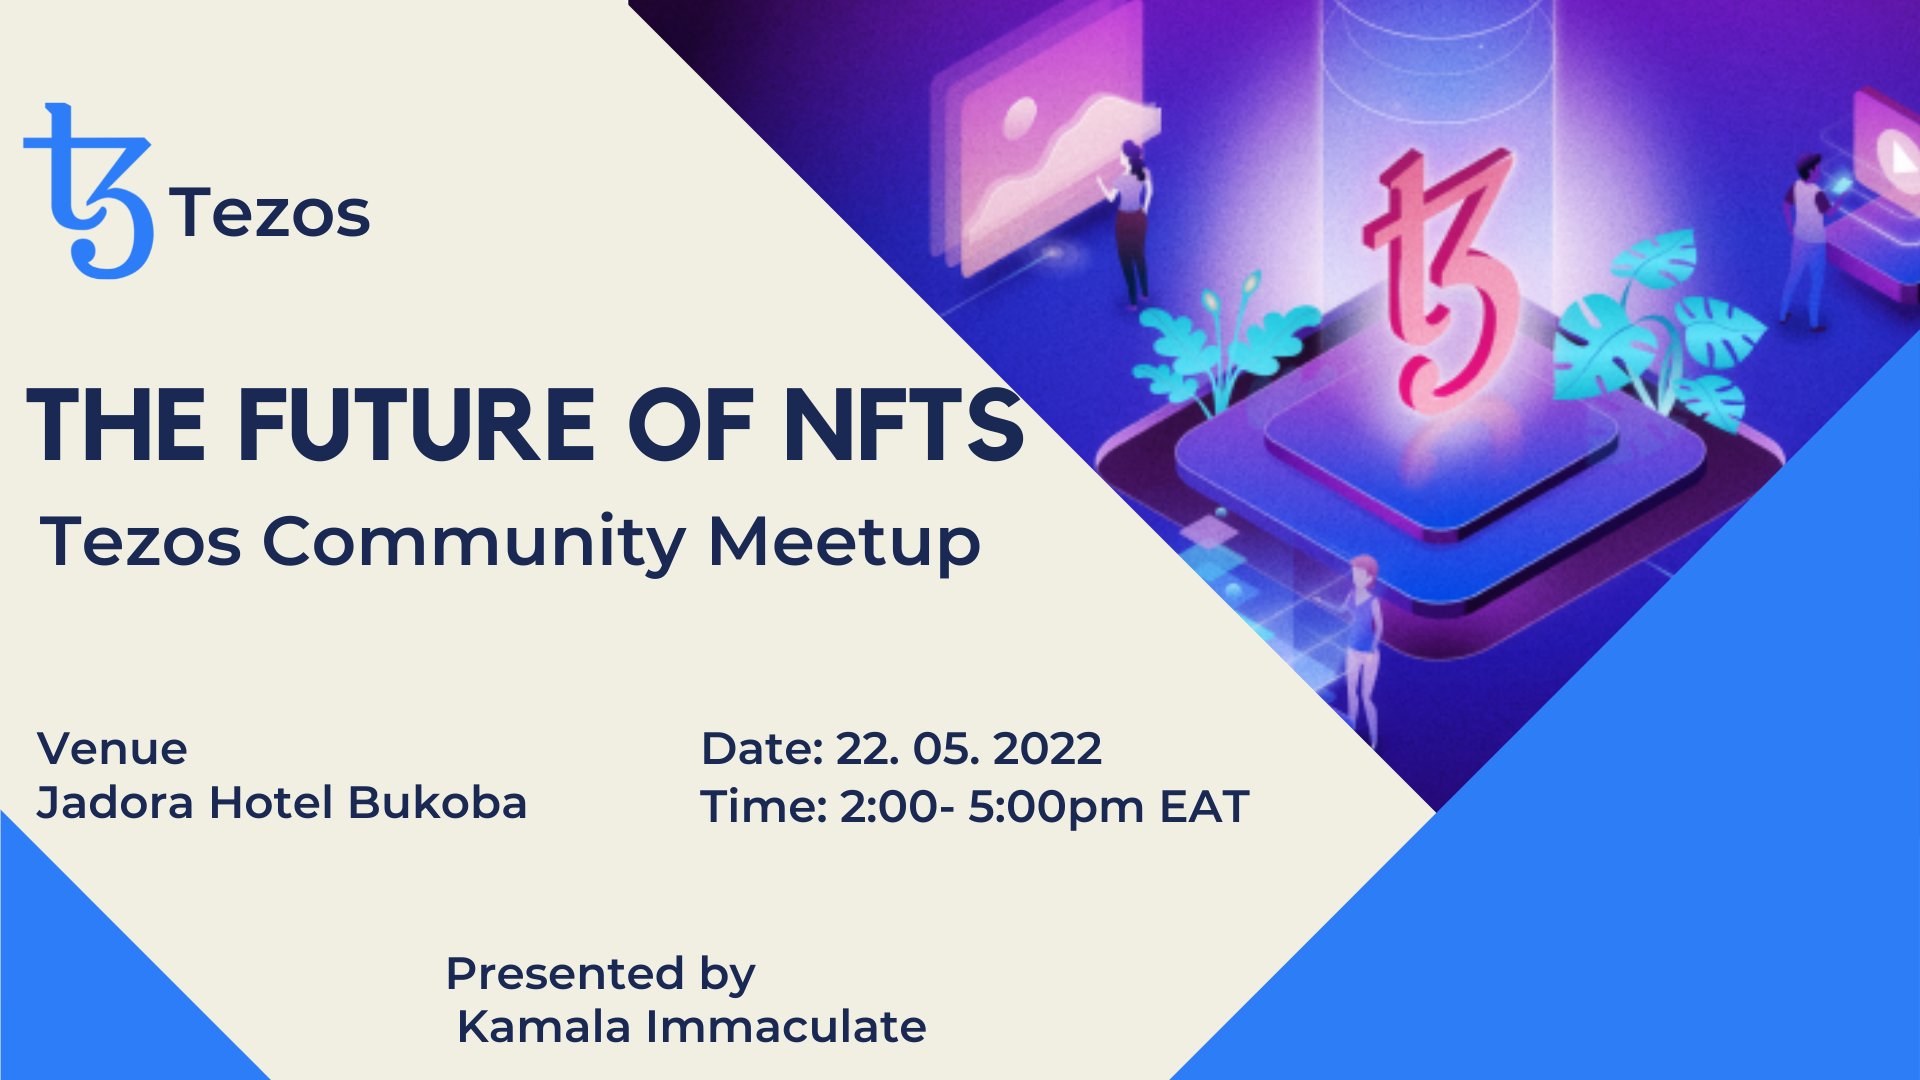 Tezos
THE FUTURE OF NFTS
Tezos Community Meetup
Venue
Jadora Hotel Bukoba
Date: 22. 05. 2022
Time: 2:00- 5:00pm EAT
Presented by
Kamala Immaculate